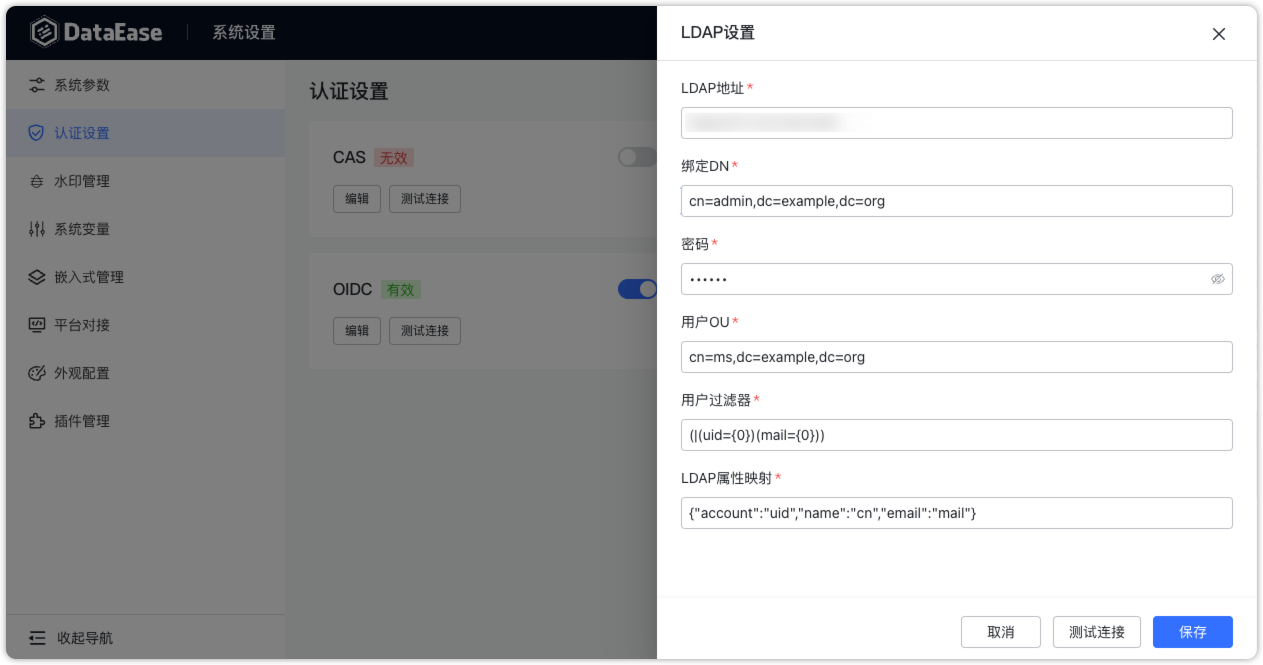 DataEase
系统设置
系统参数
认证设置
水印管理
系统变量
嵌入式管理
平台对接
外观配置
插件管理
收起导航
认证设置
CAS 无效
编辑 测试连接
OIDC 有效
编辑 测试连接
LDAP设置
LDAP地址*
绑定DN*
cn=admin,dc=example,dc=org
密码*
••••••
用户OU*
cn=ms,dc=example,dc=org
用户过滤器*
(|(uid={0})(mail={0}))
LDAP属性映射*
{"account":"uid","name":"cn","email":"mail"}
取消 测试连接 保存